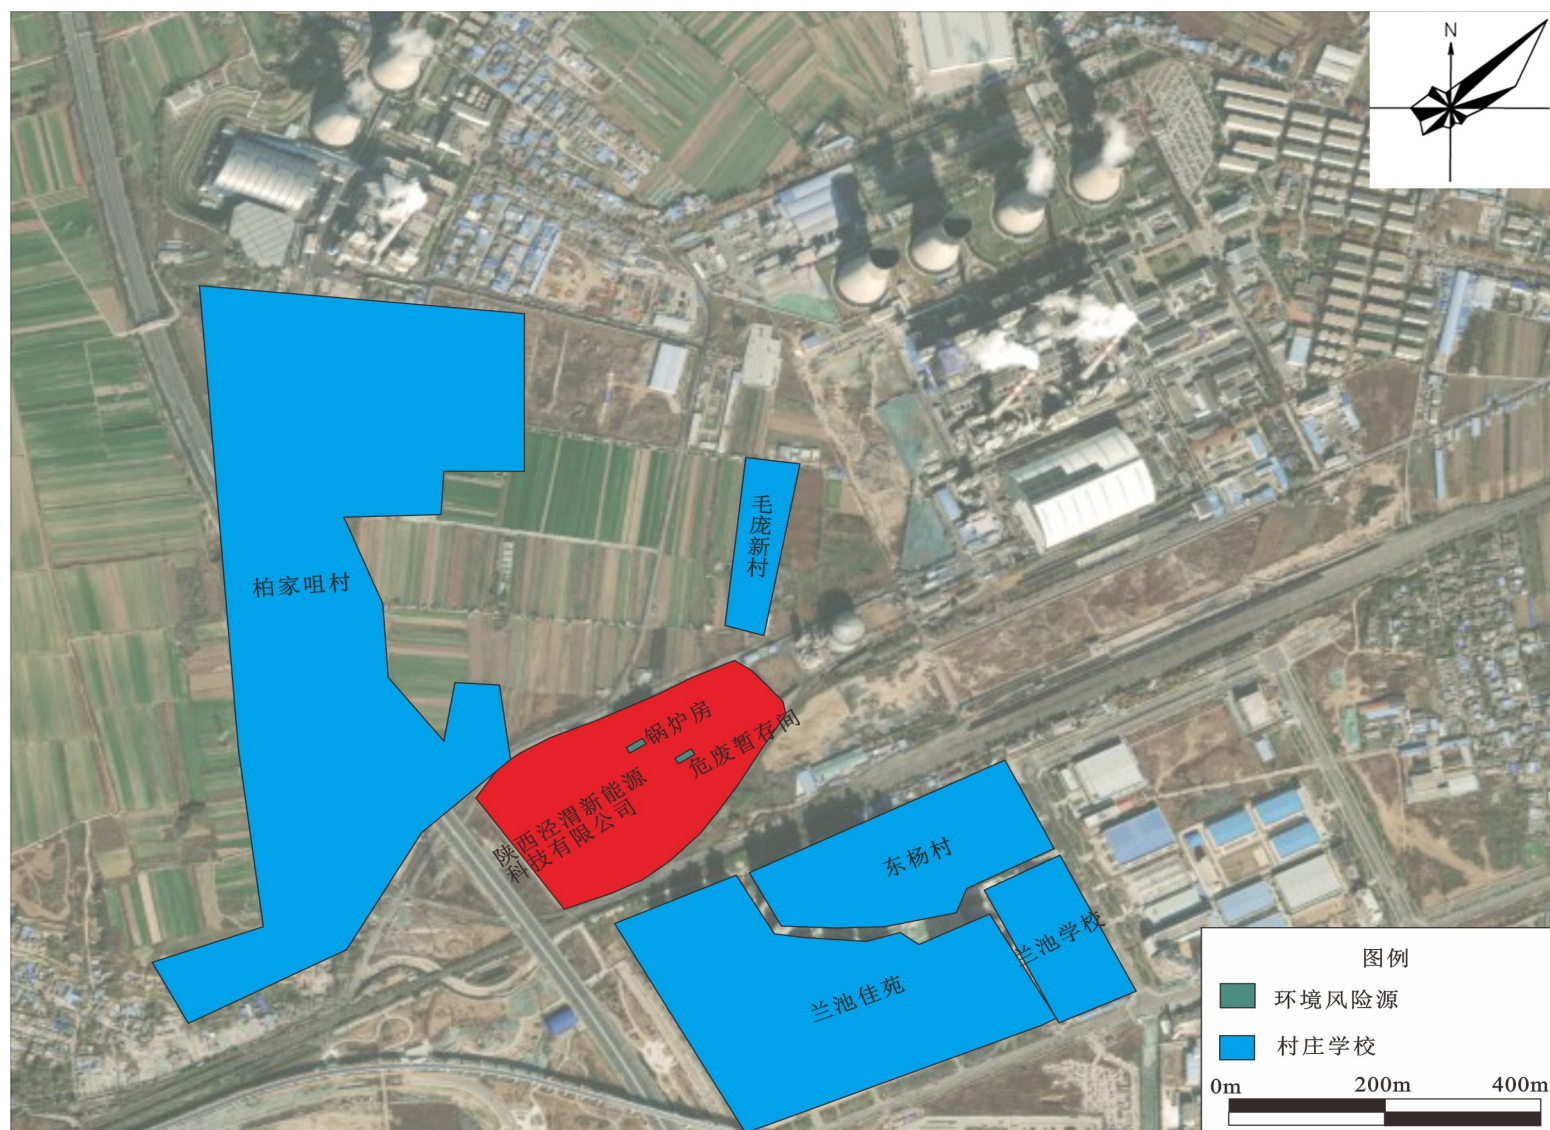 N
毛庞新村
柏家咀村
锅炉房
危废暂存间
陕西泾渭新能源
科技有限公司
东杨村
兰池学校
兰池佳苑
图例
环境风险源
村庄学校
0m 200m 400m